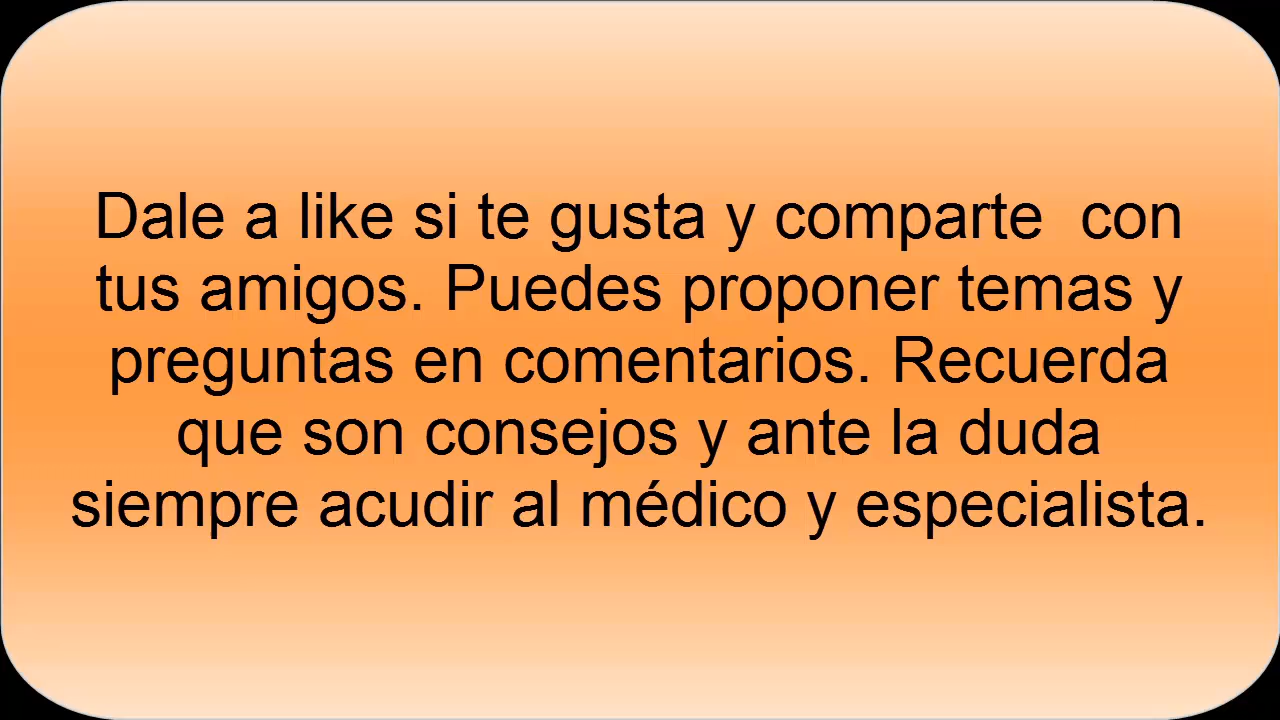 Dale a like si te gusta y comparte  con
tus amigos. Puedes proponer temas y
preguntas en comentarios. Recuerda
que son consejos y ante la duda
siempre acudir al médico y especialista.